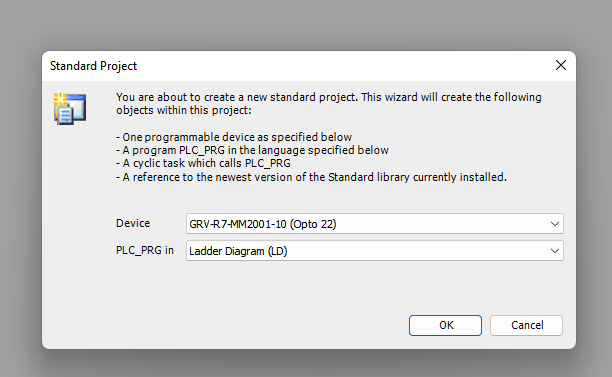 Standard Project
You are about to create a new standard project. This wizard will create the following
objects within this project:
- One programmable device as specified below
- A program PLC_PRG in the language specified below
- A cyclic task which calls PLC_PRG
- A reference to the newest version of the Standard library currently installed.
Device
GRV-R7-MM2001-10 (Opto 22)
PLC_PRG in
Ladder Diagram (LD)
OK
Cancel